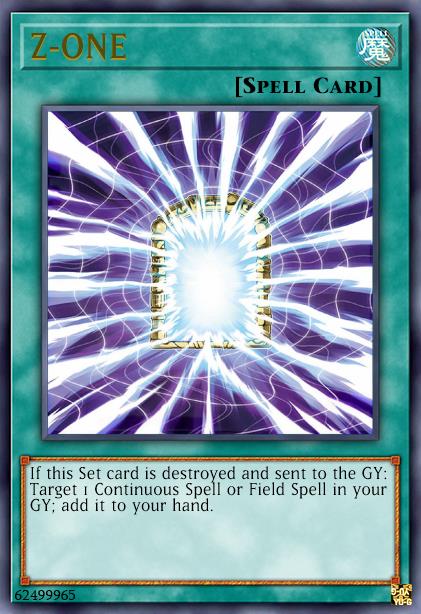 Z-ONE
SPELL
魔
[SPELL CARD]
If this Set card is destroyed and sent to the GY:
Target 1 Continuous Spell or Field Spell in your
GY; add it to your hand.
62499965